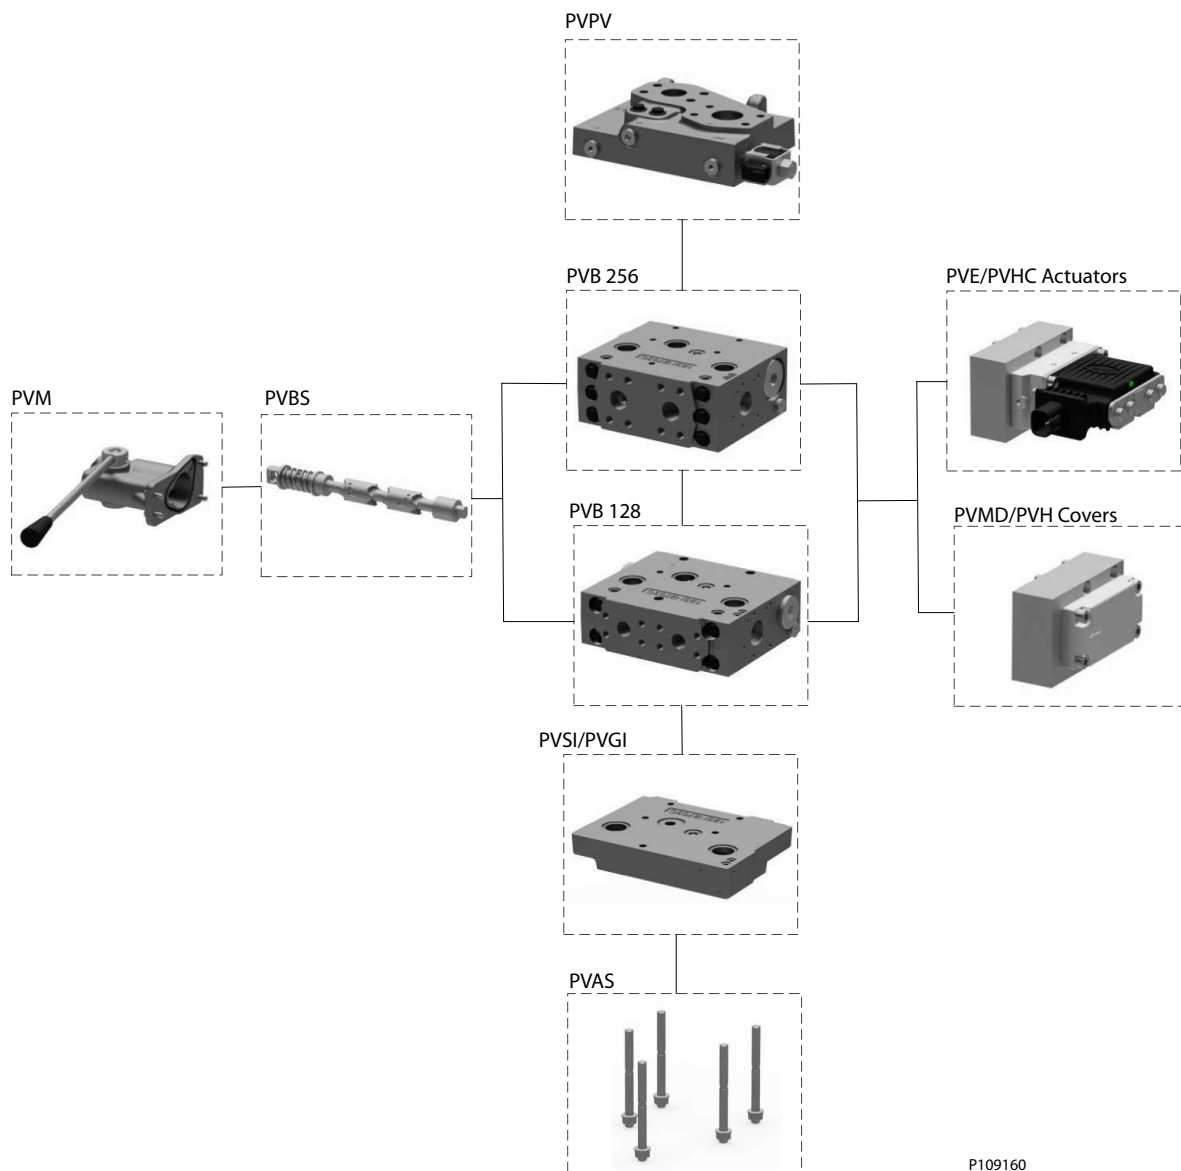 PVPV
PVB 256
PVE/PVHC Actuators
PVM
PVBS
PVB 128
PVMD/PVH Covers
PVSI/PVGI
PVAS
P109160